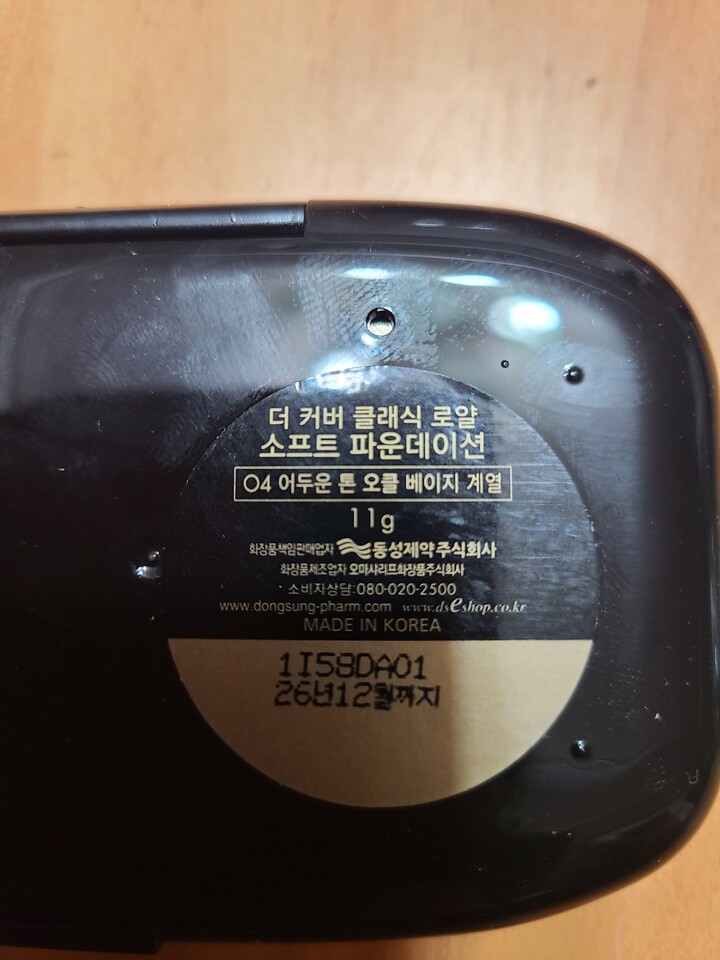 더 커버 클래식 로얄
소프트 파운데이션
04 어두운 톤 오클 베이지 계열
11g
화장품책임판매업자 동성제약주식회사
화장품제조업자 오마샤리프화장품주식회사
소비자상담:080-020-2500
www.dongsung-pharm.com www.dseshop.co.kr
MADE IN KOREA
1I58DA01
26년12월까지